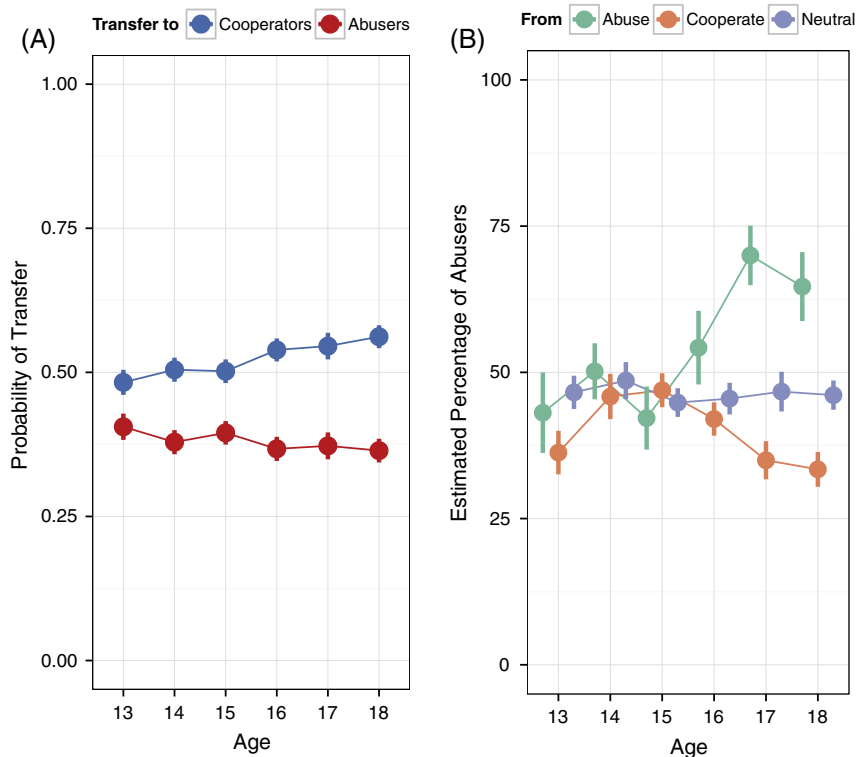 (A)
Transfer to Cooperators Abusers
1.00
0.75
0.50
0.25
0.00
Probability of Transfer
13 14 15 16 17 18
Age
(B)
From Abuse Cooperate Neutral
100
75
50
25
0
Estimated Percentage of Abusers
13 14 15 16 17 18
Age